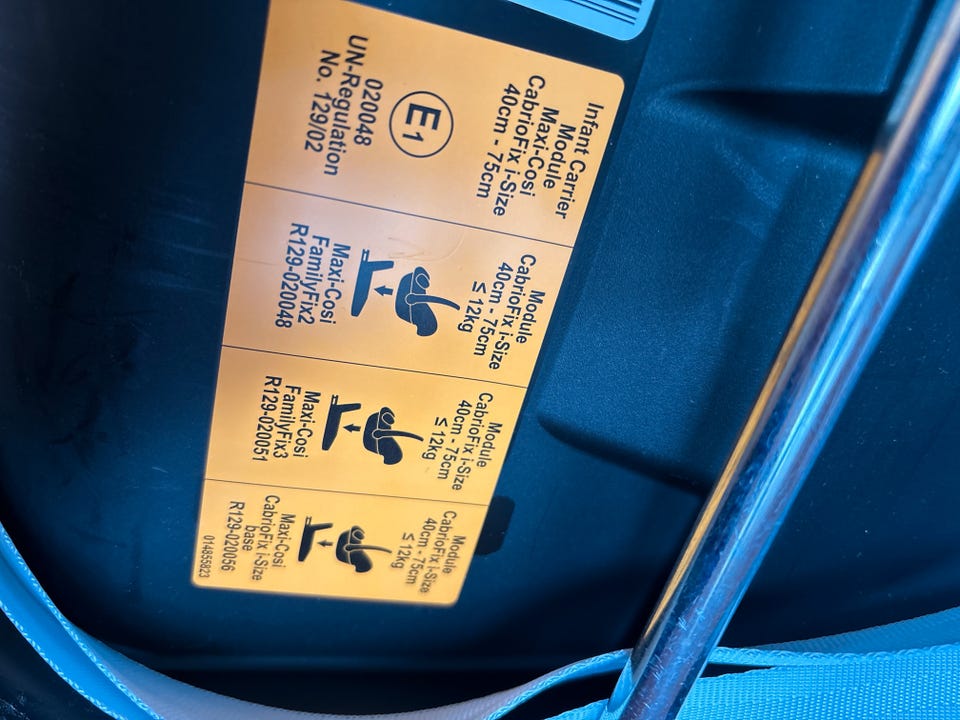 Infant Carrier
Module
Maxi-Cosi
CabrioFix i-Size
40cm - 75cm
E1
020048
UN-Regulation
No. 129/02
Module
CabrioFix i-Size
40cm - 75cm
≤ 12kg
Maxi-Cosi
FamilyFix2
R129-020048
Module
CabrioFix i-Size
40cm - 75cm
≤ 12kg
Maxi-Cosi
FamilyFix3
R129-020051
Module
CabrioFix i-Size
40cm - 75cm
≤ 12kg
Maxi-Cosi
CabrioFix i-Size
base
R129-020056
014855823